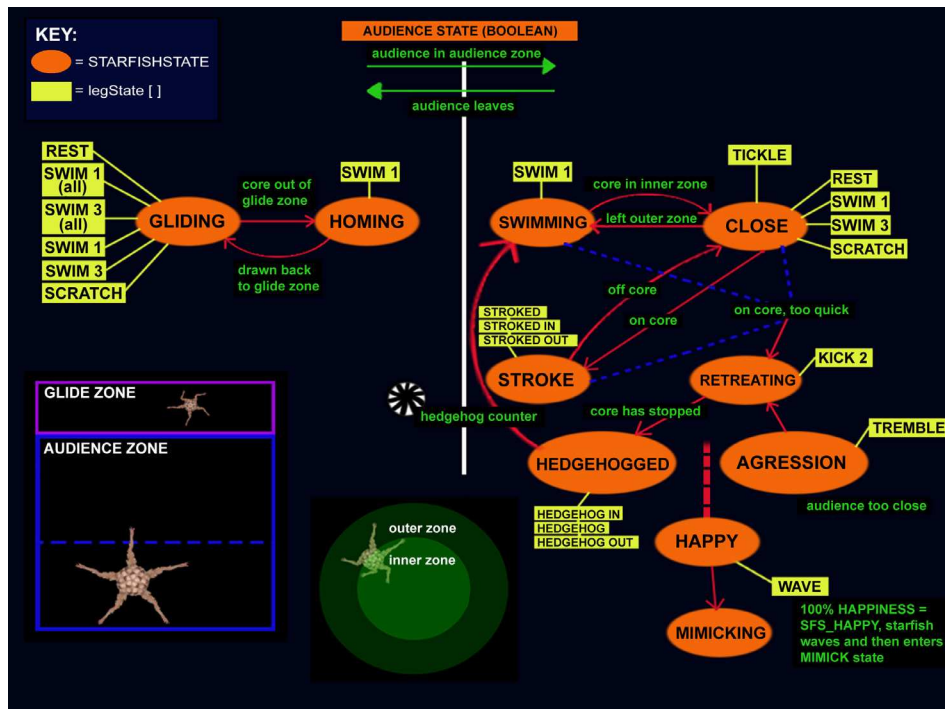 KEY:
= STARFISHSTATE
= legState [ ]
AUDIENCE STATE (BOOLEAN)
audience in audience zone
audience leaves
REST
SWIM 1
(all)
SWIM 3
(all)
SWIM 1
SWIM 3
SCRATCH
GLIDING
core out of
glide zone
drawn back
to glide zone
SWIM 1
HOMING
SWIM 1
SWIMMING
core in inner zone
left outer zone
TICKLE
CLOSE
REST
SWIM 1
SWIM 3
SCRATCH
off core
on core
on core, too quick
STROKED
STROKED IN
STROKED OUT
STROKE
RETREATING
KICK 2
hedgehog counter
core has stopped
HEDGEHOGGED
HEDGEHOG IN
HEDGEHOG
HEDGEHOG OUT
TREMBLE
AGRESSION
audience too close
HAPPY
WAVE
MIMICKING
100% HAPPINESS =
SFS_HAPPY, starfish
waves and then enters
MIMICK state
GLIDE ZONE
AUDIENCE ZONE
outer zone
inner zone